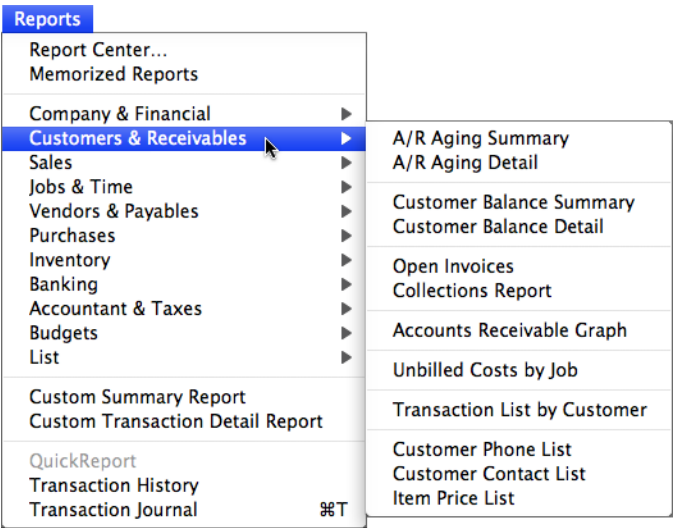 Reports
Report Center...
Memorized Reports
Company & Financial
Customers & Receivables
Sales
Jobs & Time
Vendors & Payables
Purchases
Inventory
Banking
Accountant & Taxes
Budgets
List
Custom Summary Report
Custom Transaction Detail Report
QuickReport
Transaction History
Transaction Journal ⌘T
A/R Aging Summary
A/R Aging Detail
Customer Balance Summary
Customer Balance Detail
Open Invoices
Collections Report
Accounts Receivable Graph
Unbilled Costs by Job
Transaction List by Customer
Customer Phone List
Customer Contact List
Item Price List